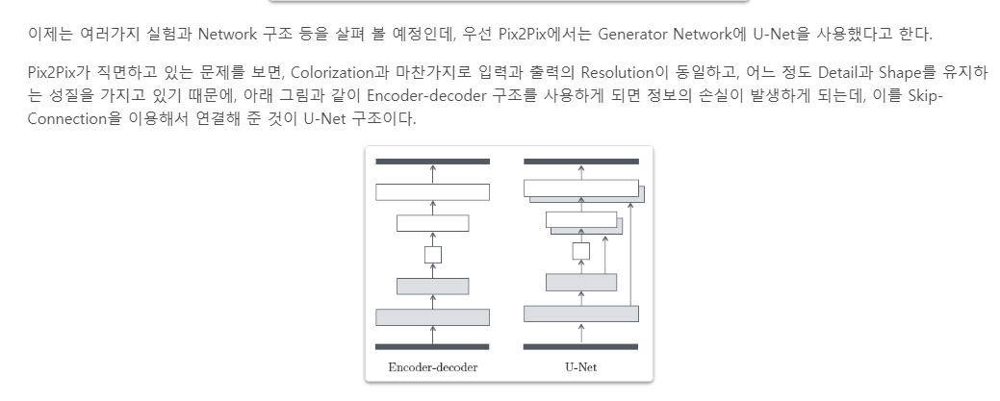 이제는 여러가지 실험과 Network 구조 등을 살펴 볼 예정인데, 우선 Pix2Pix에서는 Generator Network에 U-Net을 사용했다고 한다.
Pix2Pix가 직면하고 있는 문제를 보면, Colorization과 마찬가지로 입력과 출력의 Resolution이 동일하고, 어느 정도 Detail과 Shape를 유지하
는 성질을 가지고 있기 때문에, 아래 그림과 같이 Encoder-decoder 구조를 사용하게 되면 정보의 손실이 발생하게 되는데, 이를 Skip-
Connection을 이용해서 연결해 준 것이 U-Net 구조이다.
Encoder-decoder
U-Net